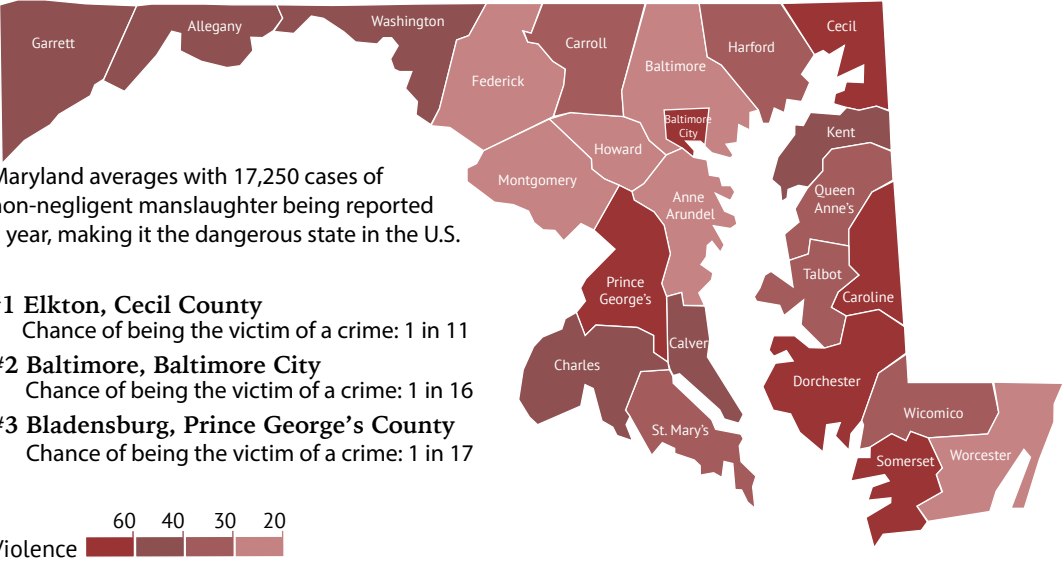 Garrett
Allegany
Washington
Federick
Carroll
Baltimore
Harford
Cecil
Baltimore
City
Kent
Howard
Montgomery
Anne
Arundel
Queen
Anne's
Prince
George's
Talbot
Caroline
Calver
Charles
Dorchester
St. Mary's
Wicomico
Somerset
Worcester
Maryland averages with 17,250 cases of
non-negligent manslaughter being reported
year, making it the dangerous state in the U.S.
#1 Elkton, Cecil County
Chance of being the victim of a crime: 1 in 11
#2 Baltimore, Baltimore City
Chance of being the victim of a crime: 1 in 16
#3 Bladensburg, Prince George's County
Chance of being the victim of a crime: 1 in 17
60 40 30 20
Violence